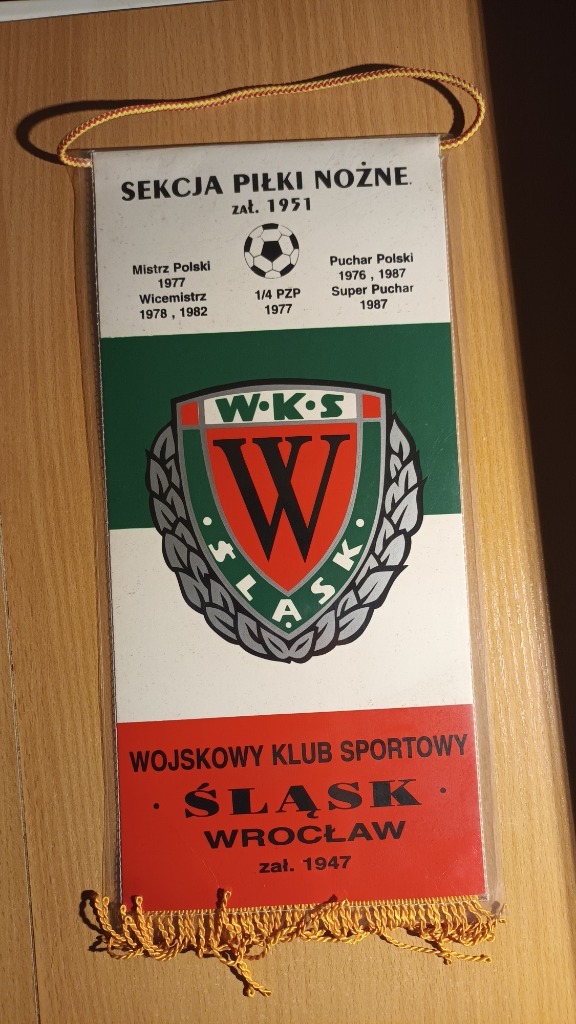 SEKCJA PIŁKI NOŻNE.
zał. 1951
Mistrz Polski
1977
Wicemistrz
1978 , 1982
1/4 PZP
1977
Puchar Polski
1976 , 1987
Super Puchar
1987
W·K·S
W
· ŚLĄSK ·
WOJSKOWY KLUB SPORTOWY
· ŚLĄSK ·
WROCŁAW
zał. 1947